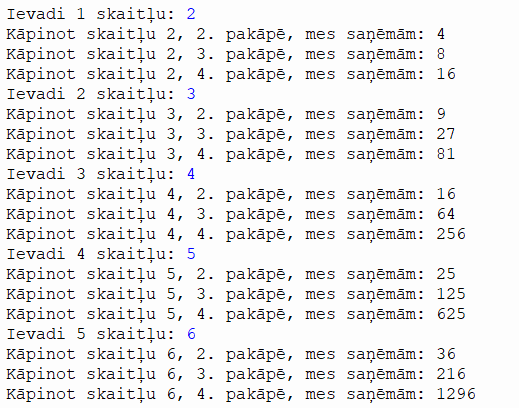 Ievadi 1 skaitļu: 2
Kāpinot skaitļu 2, 2. pakāpē, mes saņēmām: 4
Kāpinot skaitļu 2, 3. pakāpē, mes saņēmām: 8
Kāpinot skaitļu 2, 4. pakāpē, mes saņēmām: 16
Ievadi 2 skaitļu: 3
Kāpinot skaitļu 3, 2. pakāpē, mes saņēmām: 9
Kāpinot skaitļu 3, 3. pakāpē, mes saņēmām: 27
Kāpinot skaitļu 3, 4. pakāpē, mes saņēmām: 81
Ievadi 3 skaitļu: 4
Kāpinot skaitļu 4, 2. pakāpē, mes saņēmām: 16
Kāpinot skaitļu 4, 3. pakāpē, mes saņēmām: 64
Kāpinot skaitļu 4, 4. pakāpē, mes saņēmām: 256
Ievadi 4 skaitļu: 5
Kāpinot skaitļu 5, 2. pakāpē, mes saņēmām: 25
Kāpinot skaitļu 5, 3. pakāpē, mes saņēmām: 125
Kāpinot skaitļu 5, 4. pakāpē, mes saņēmām: 625
Ievadi 5 skaitļu: 6
Kāpinot skaitļu 6, 2. pakāpē, mes saņēmām: 36
Kāpinot skaitļu 6, 3. pakāpē, mes saņēmām: 216
Kāpinot skaitļu 6, 4. pakāpē, mes saņēmām: 1296